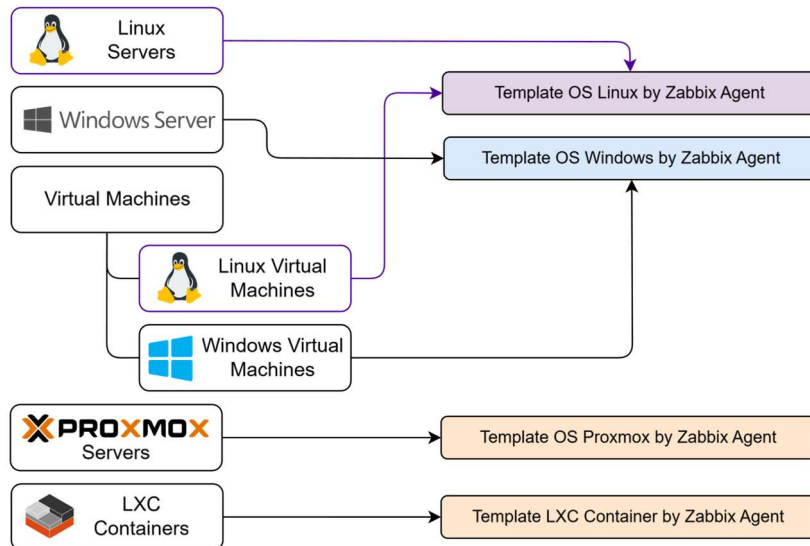 Linux
Servers
Template OS Linux by Zabbix Agent
Windows Server
Template OS Windows by Zabbix Agent
Virtual Machines
Linux Virtual
Machines
Windows Virtual
Machines
PROXMOX
Servers
Template OS Proxmox by Zabbix Agent
LXC
Containers
Template LXC Container by Zabbix Agent